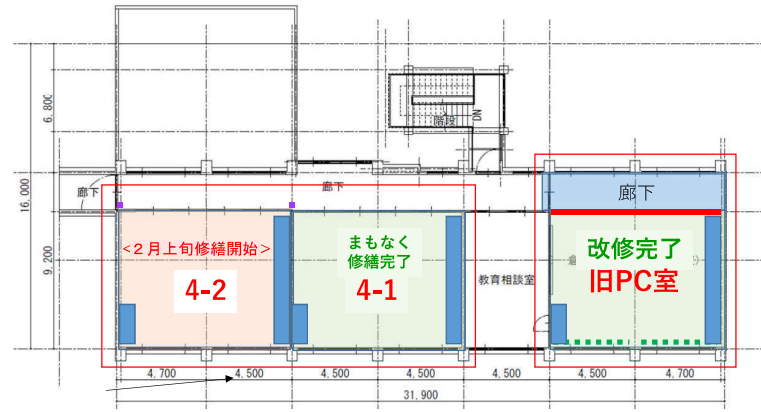 階段
DN
廊下
廊下
廊下
6,800
16,000
9,200
<2月上旬修繕開始>
4-2
まもなく
修繕完了
4-1
教育相談室
改修完了
旧PC室
4,700
4,500
4,500
4,500
4,500
4,500
4,700
31,900